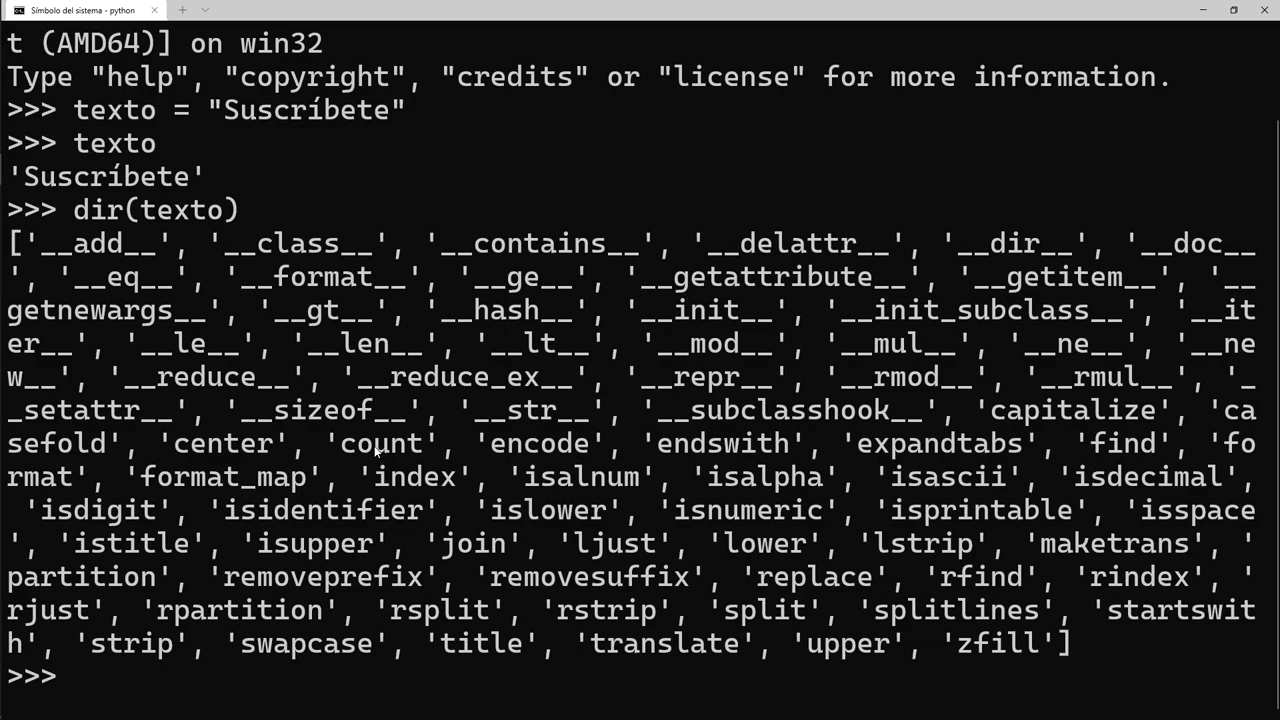 Símbolo del sistema - python
t (AMD64)] on win32
Type "help", "copyright", "credits" or "license" for more information.
>>> texto = "Suscríbete"
>>> texto
'Suscríbete'
>>> dir(texto)
['__add__', '__class__', '__contains__', '__delattr__', '__dir__', '__doc__
', '__eq__', '__format__', '__ge__', '__getattribute__', '__getitem__', '__
getnewargs__', '__gt__', '__hash__', '__init__', '__init_subclass__', '__it
er__', '__le__', '__len__', '__lt__', '__mod__', '__mul__', '__ne__', '__ne
w__', '__reduce__', '__reduce_ex__', '__repr__', '__rmod__', '__rmul__', '_
_setattr__', '__sizeof__', '__str__', '__subclasshook__', 'capitalize', 'ca
sefold', 'center', 'count', 'encode', 'endswith', 'expandtabs', 'find', 'fo
rmat', 'format_map', 'index', 'isalnum', 'isalpha', 'isascii', 'isdecimal',
 'isdigit', 'isidentifier', 'islower', 'isnumeric', 'isprintable', 'isspace
', 'istitle', 'isupper', 'join', 'ljust', 'lower', 'lstrip', 'maketrans', '
partition', 'removeprefix', 'removesuffix', 'replace', 'rfind', 'rindex', '
rjust', 'rpartition', 'rsplit', 'rstrip', 'split', 'splitlines', 'startswit
h', 'strip', 'swapcase', 'title', 'translate', 'upper', 'zfill']
>>>